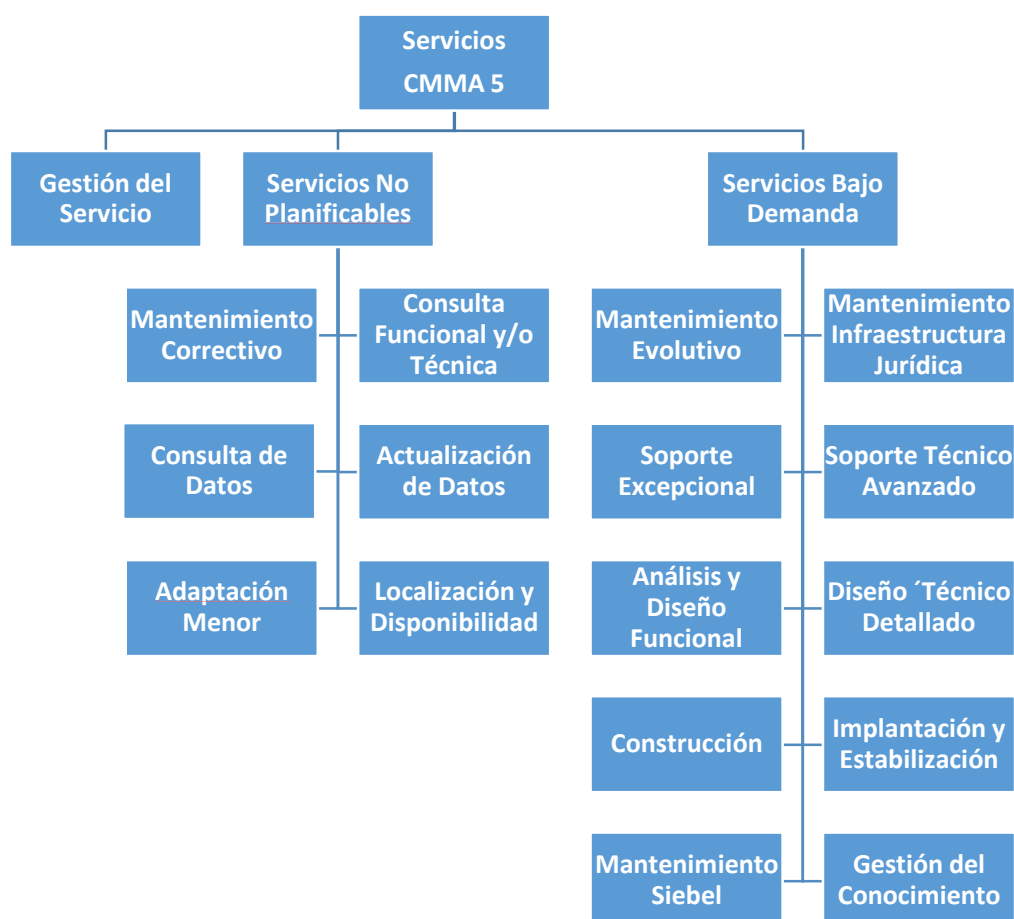 Servicios
CMMA 5
Gestión del
Servicio
Servicios No
Planificables
Servicios Bajo
Demanda
Mantenimiento
Correctivo
Consulta
Funcional y/o
Técnica
Mantenimiento
Evolutivo
Mantenimiento
Infraestructura
Jurídica
Consulta de
Datos
Actualización
de Datos
Soporte
Excepcional
Soporte Técnico
Avanzado
Adaptación
Menor
Localización y
Disponibilidad
Análisis y
Diseño
Funcional
Diseño ´Técnico
Detallado
Construcción
Implantación y
Estabilización
Mantenimiento
Siebel
Gestión del
Conocimiento